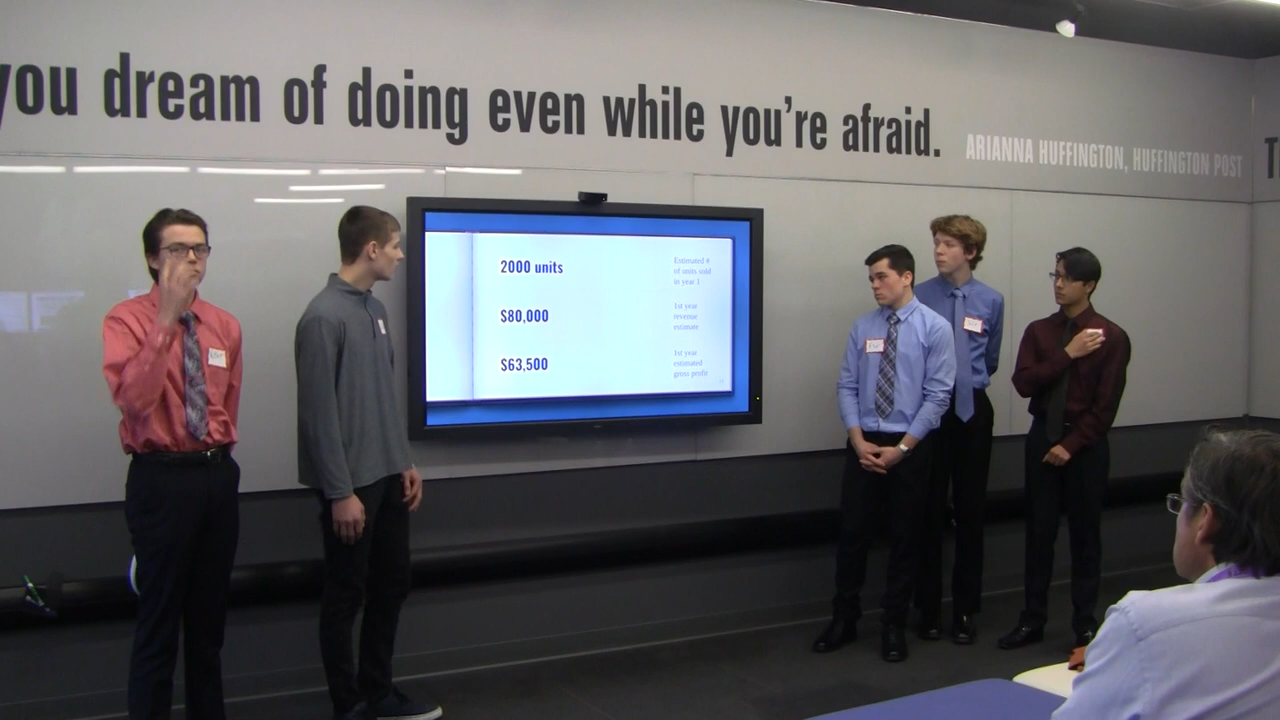 you dream of doing even while you're afraid.
ARIANNA HUFFINGTON, HUFFINGTON POST
T
2000 units
Estimated #
of units sold
in year 1
$80,000
1st year
revenue
estimate
$63,500
1st year
estimated
gross profit